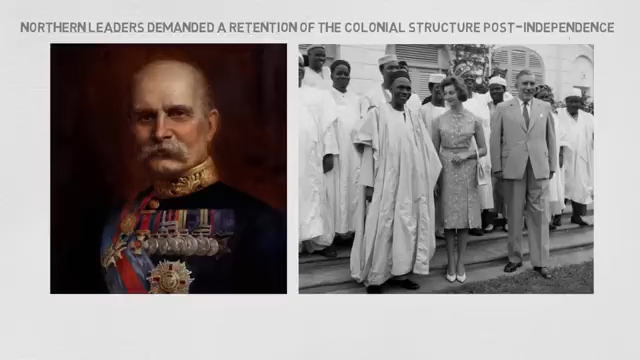 NORTHERN LEADERS DEMANDED A RETENTION OF THE COLONIAL STRUCTURE POST-INDEPENDENCE